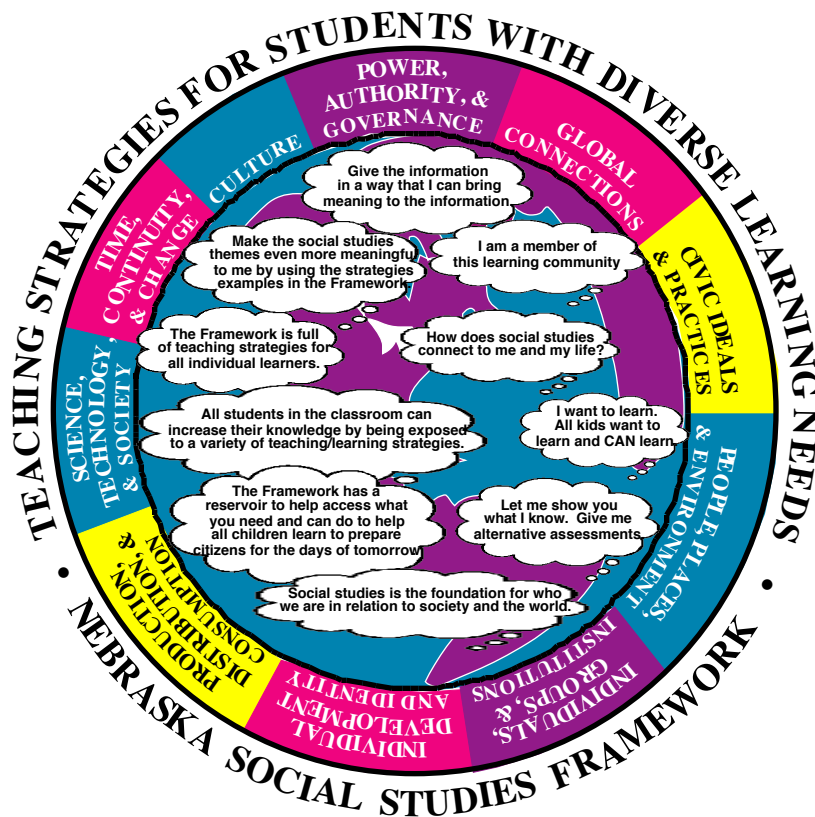 TEACHING STRATEGIES FOR STUDENTS WITH DIVERSE LEARNING NEEDS
• NEBRASKA SOCIAL STUDIES FRAMEWORK •
POWER,
AUTHORITY, &
GOVERNANCE
GLOBAL
CONNECTIONS
CIVIC IDEALS
& PRACTICES
PEOPLE PLACES,
& ENVIRONMENT
INDIVIDUALS,
GROUPS, &
INSTITUTIONS
INDIVIDUAL
DEVELOPMENT
AND IDENTITY
PRODUCTION,
DISTRIBUTION, &
CONSUMPTION
SCIENCE,
TECHNOLOGY,
& SOCIETY
TIME,
CONTINUITY,
& CHANGE
CULTURE
Give the information
in a way that I can bring
meaning to the information
Make the social studies
themes even more meaningful
to me by using the strategies
examples in the Framework
I am a member of
this learning community
The Framework is full
of teaching strategies for
all individual learners.
How does social studies
connect to me and my life?
All students in the classroom can
increase their knowledge by being exposed
to a variety of teaching/learning strategies.
I want to learn.
All kids want to
learn and CAN learn
The Framework has a
reservoir to help access what
you need and can do to help
all children learn to prepare
citizens for the days of tomorrow
Let me show you
what I know. Give me
alternative assessments
Social studies is the foundation for who
we are in relation to society and the world.